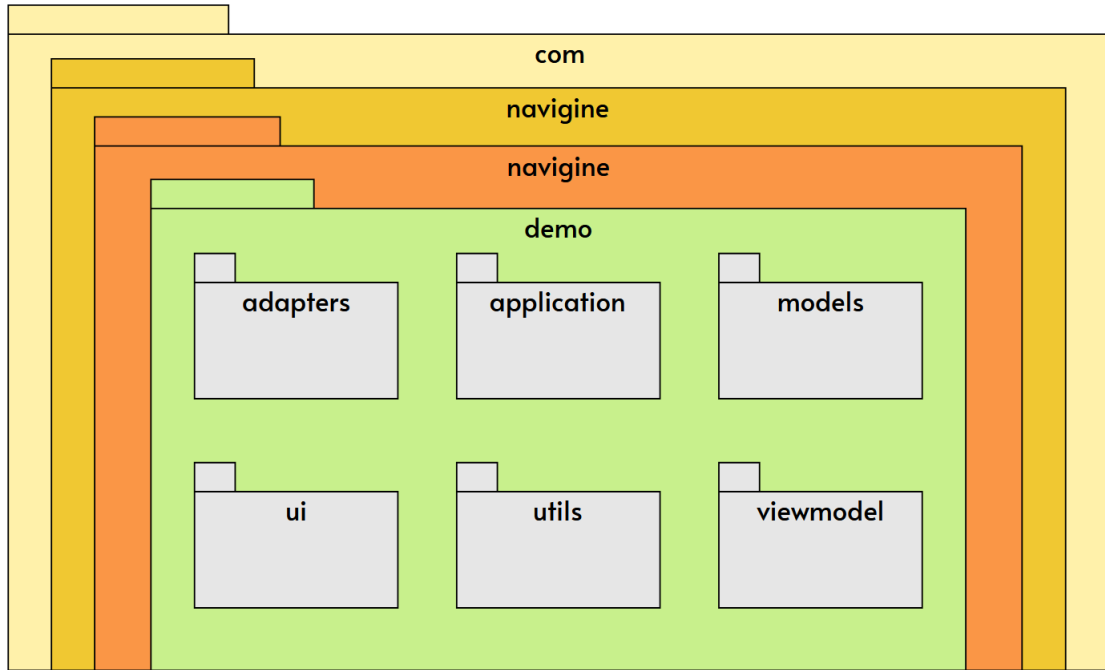 com
navigine
navigine
demo
adapters
application
models
ui
utils
viewmodel